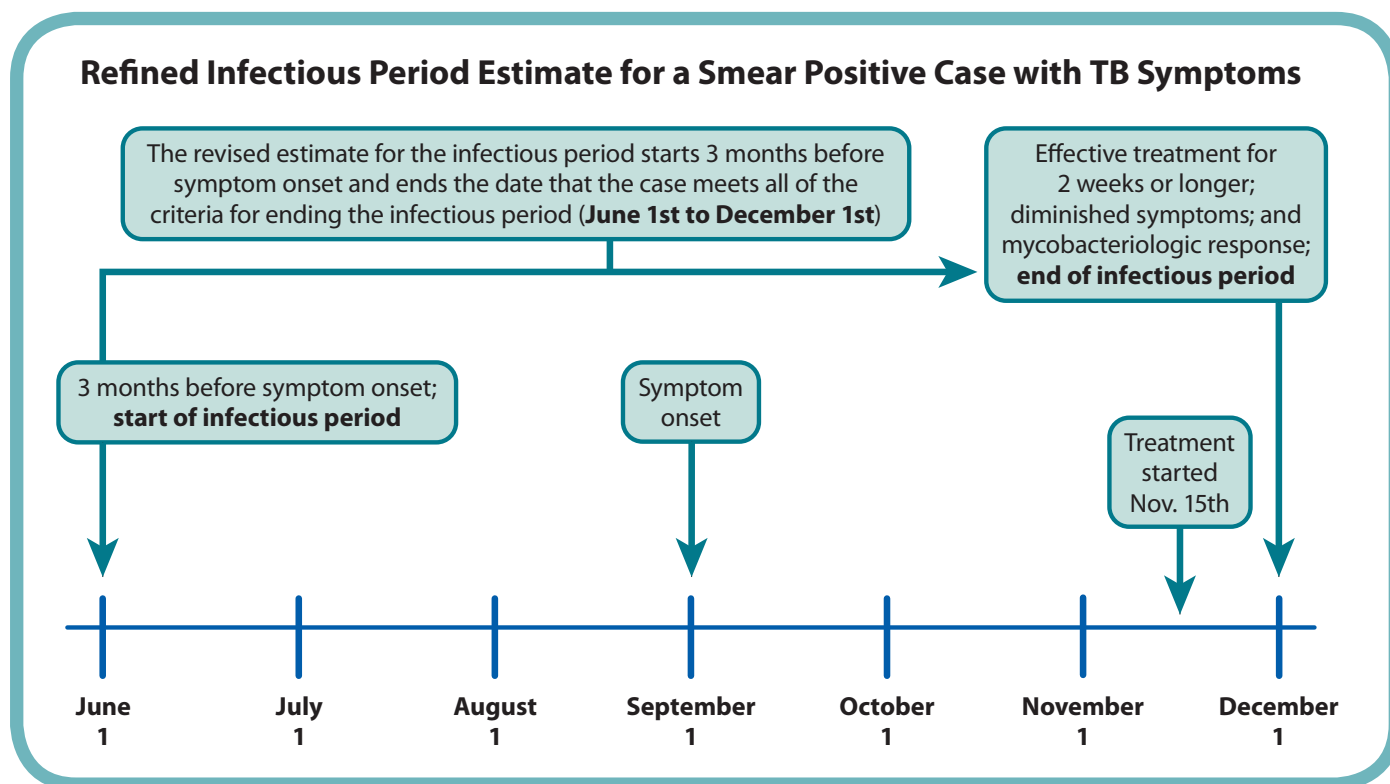 Refined Infectious Period Estimate for a Smear Positive Case with TB Symptoms
The revised estimate for the infectious period starts 3 months before
symptom onset and ends the date that the case meets all of the
criteria for ending the infectious period (June 1st to December 1st)
Effective treatment for
2 weeks or longer;
diminished symptoms; and
mycobacteriologic response;
end of infectious period
3 months before symptom onset;
start of infectious period
Symptom
onset
Treatment
started
Nov. 15th
June
1
July
1
August
1
September
1
October
1
November
1
December
1